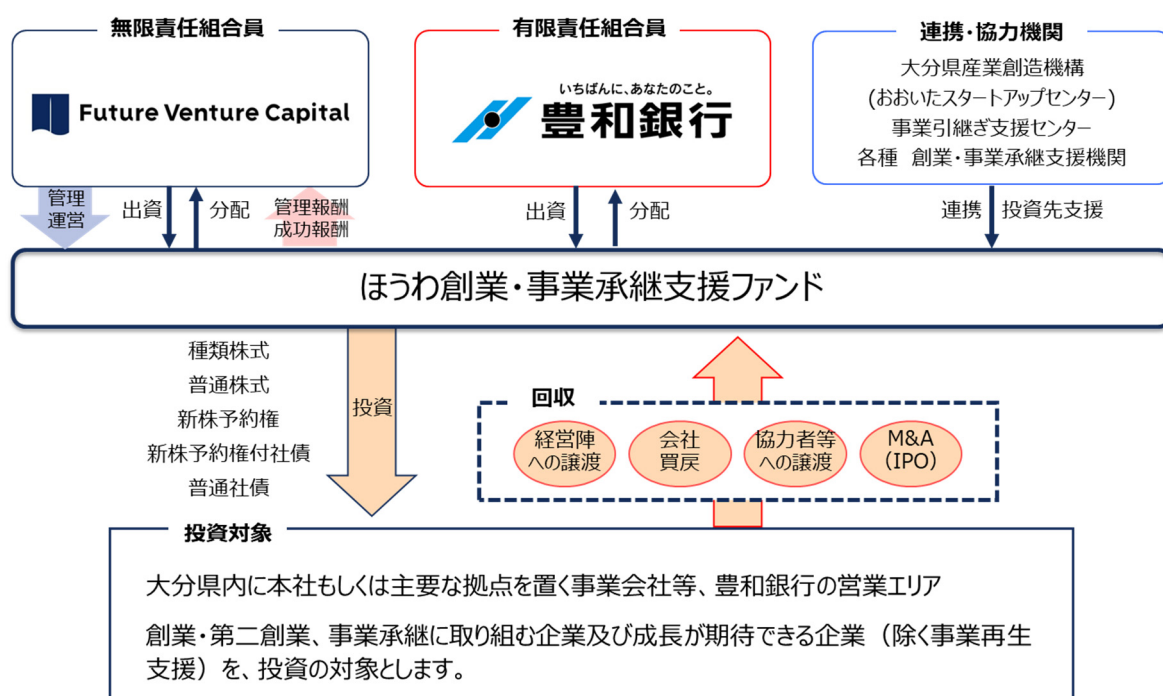 無限責任組合員
Future Venture Capital
管理
運営
出資
分配
管理報酬
成功報酬
有限責任組合員
いちばんに、あなたのこと。
豊和銀行
出資
分配
連携・協力機関
大分県産業創造機構
(おおいたスタートアップセンター)
事業引継ぎ支援センター
各種 創業・事業承継支援機関
連携
投資先支援
ほうわ創業・事業承継支援ファンド
種類株式
普通株式
新株予約権
新株予約権付社債
普通社債
投資
回収
経営陣
への譲渡
会社
買戻
協力者等
への譲渡
M&A
(IPO)
投資対象
大分県内に本社もしくは主要な拠点を置く事業会社等、豊和銀行の営業エリア
創業・第二創業、事業承継に取り組む企業及び成長が期待できる企業（除く事業再生
支援）を、投資の対象とします。